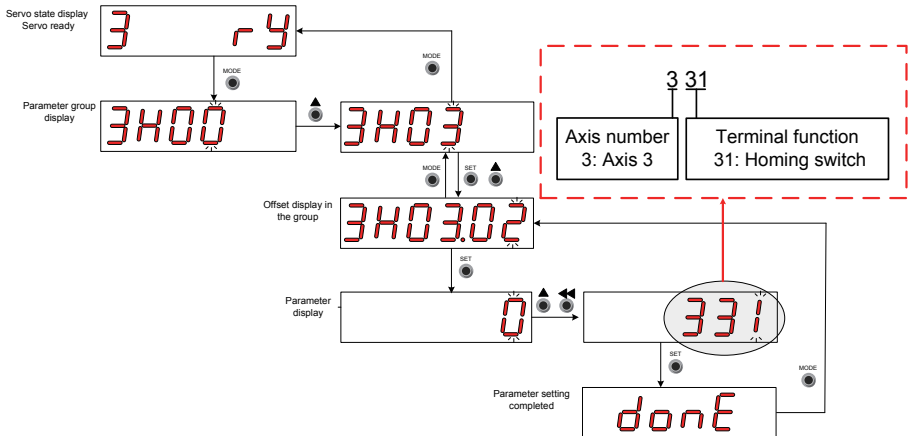 Servo state display
Servo ready
3 rY
MODE
MODE
Parameter group
display
3H00
3H03
MODE
SET
Offset display in
the group
3H03.02
SET
Parameter
display
0
331
SET
MODE
Parameter setting
completed
donE
3 31
Axis number
3: Axis 3
Terminal function
31: Homing switch